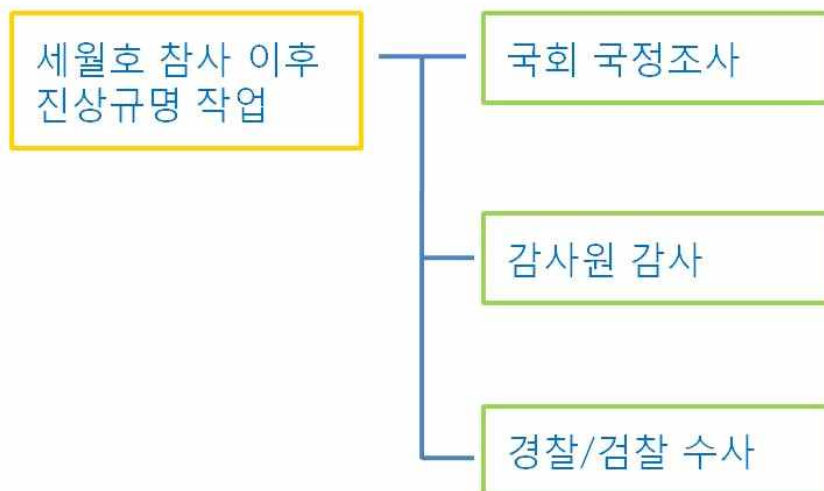 세월호 참사 이후
진상규명 작업
국회 국정조사
감사원 감사
경찰/검찰 수사